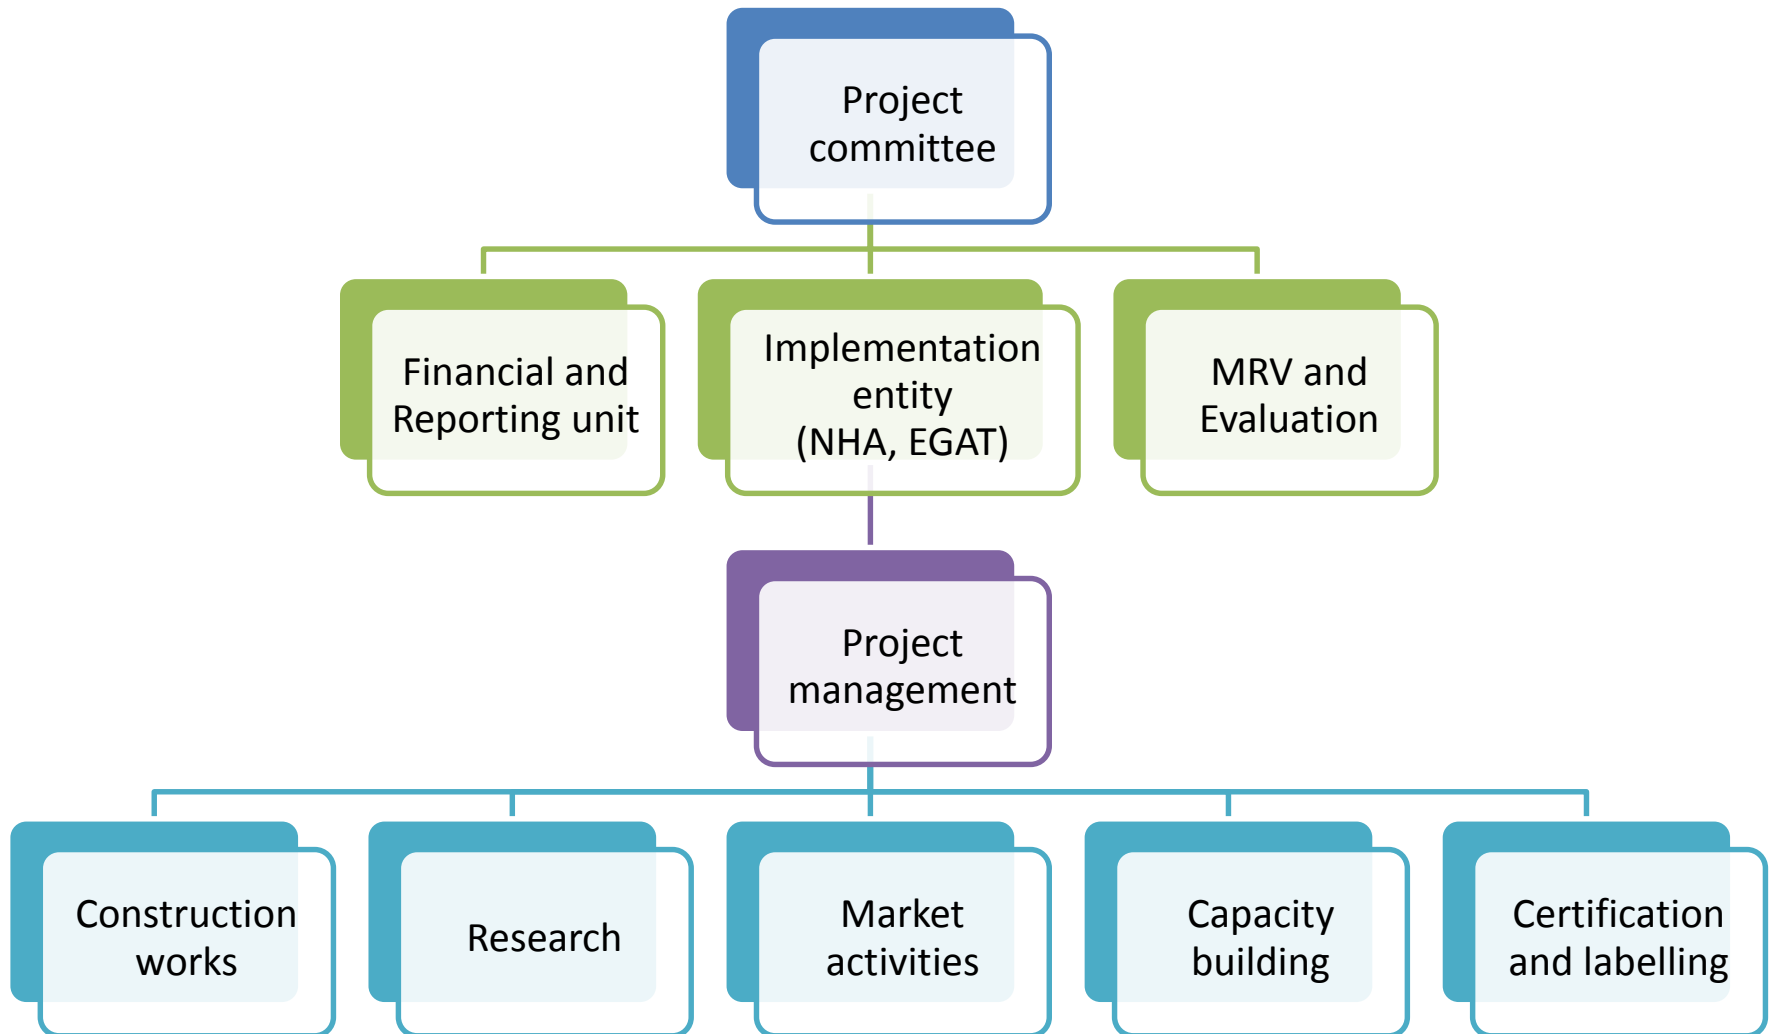 Project
committee
Financial and
Reporting unit
Implementation
entity
(NHA, EGAT)
MRV and
Evaluation
Project
management
Construction
works
Research
Market
activities
Capacity
building
Certification
and labelling